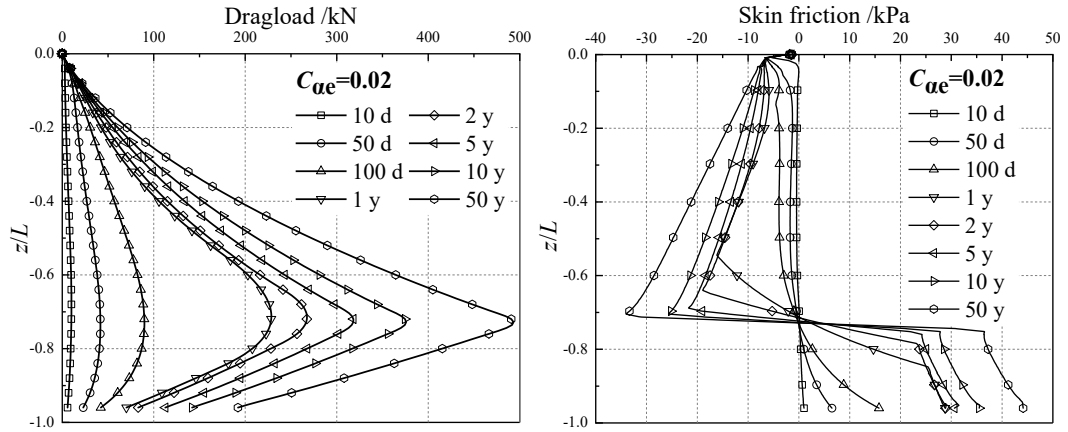 Dragload /kN
0 100 200 300 400 500
0.0
-0.2
-0.4
-0.6
-0.8
-1.0
z/L
Cαe=0.02
10 d 2 y
50 d 5 y
100 d 10 y
1 y 50 y
Skin friction /kPa
-40 -30 -20 -10 0 10 20 30 40 50
0.0
-0.2
-0.4
-0.6
-0.8
-1.0
z/L
Cαe=0.02
10 d
50 d
100 d
1 y
2 y
5 y
10 y
50 y